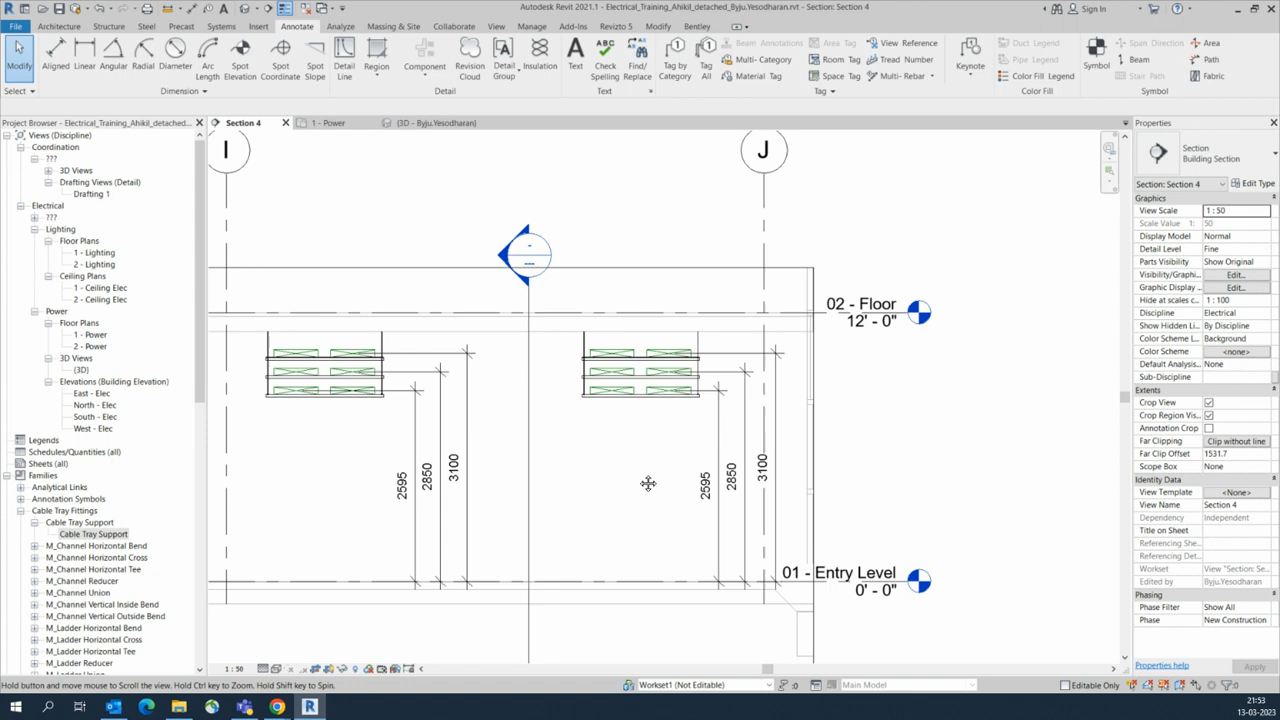 Autodesk Revit 2021.1 - Electrical_Training_Ahikil_detached_Byju.Yesodharan.rvt - Section: Section 4
Sign In
File Architecture Structure Steel Precast Systems Insert Annotate Analyze Massing & Site Collaborate View Manage Add-Ins Revizto 5 Modify Bentley
Modify Aligned Linear Angular Radial Diameter Arc Length Spot Elevation Spot Coordinate Spot Slope Detail Line Region Component Revision Cloud Detail Group Insulation Text Check Spelling Find/Replace Tag by Category Tag All
Beam Annotations Area Tag View Reference
Multi-Category Room Tag Tread Number
Material Tag Space Tag Multi-Rebar
Keynote
Duct Legend
Pipe Legend
Color Fill Legend
Symbol
Span Direction Area
Beam Path
Stair Path Fabric
Select Dimension Detail Text Tag Color Fill Symbol
Project Browser - Electrical_Training_Ahikil_detached...
Views (Discipline)
Coordination
???
3D Views
Drafting Views (Detail)
Drafting 1
Electrical
???
Lighting
Floor Plans
1 - Lighting
2 - Lighting
Ceiling Plans
1 - Ceiling Elec
2 - Ceiling Elec
Power
Floor Plans
1 - Power
2 - Power
3D Views
{3D}
Elevations (Building Elevation)
East - Elec
North - Elec
South - Elec
West - Elec
Legends
Schedules/Quantities (all)
Sheets (all)
Families
Analytical Links
Annotation Symbols
Cable Tray Fittings
Cable Tray Support
Cable Tray Support
M_Channel Horizontal Bend
M_Channel Horizontal Cross
M_Channel Horizontal Tee
M_Channel Reducer
M_Channel Union
M_Channel Vertical Inside Bend
M_Channel Vertical Outside Bend
M_Ladder Horizontal Bend
M_Ladder Horizontal Cross
M_Ladder Horizontal Tee
M_Ladder Reducer
M_Ladder Union
Section 4
1 - Power
{3D - Byju.Yesodharan}
I
J
02 - Floor
12' - 0"
2595
2850
3100
2595
2850
3100
01 - Entry Level
0' - 0"
Properties
Section
Building Section
Section: Section 4
Edit Type
Graphics
View Scale 1 : 50
Scale Value 1: 50
Display Model Normal
Detail Level Fine
Parts Visibility Show Original
Visibility/Graphi... Edit...
Graphic Display ... Edit...
Hide at scales c... 1 : 100
Discipline Electrical
Show Hidden Li... By Discipline
Color Scheme L... Background
Color Scheme <none>
Default Analysis... None
Sub-Discipline
Extents
Crop View
Crop Region Vis...
Annotation Crop
Far Clipping Clip without line
Far Clip Offset 1531.7
Scope Box None
Identity Data
View Template <None>
View Name Section 4
Dependency Independent
Title on Sheet
Referencing She...
Referencing Det...
Workset View "Section: Se...
Edited by Byju.Yesodharan
Phasing
Phase Filter Show All
Phase New Construction
Properties help
Apply
1 : 50
Hold button and move mouse to Scroll the view. Hold Ctrl key to Zoom. Hold Shift key to Spin.
Workset1 (Not Editable)
:0
Main Model
Editable Only
:0
21:53
13-03-2023